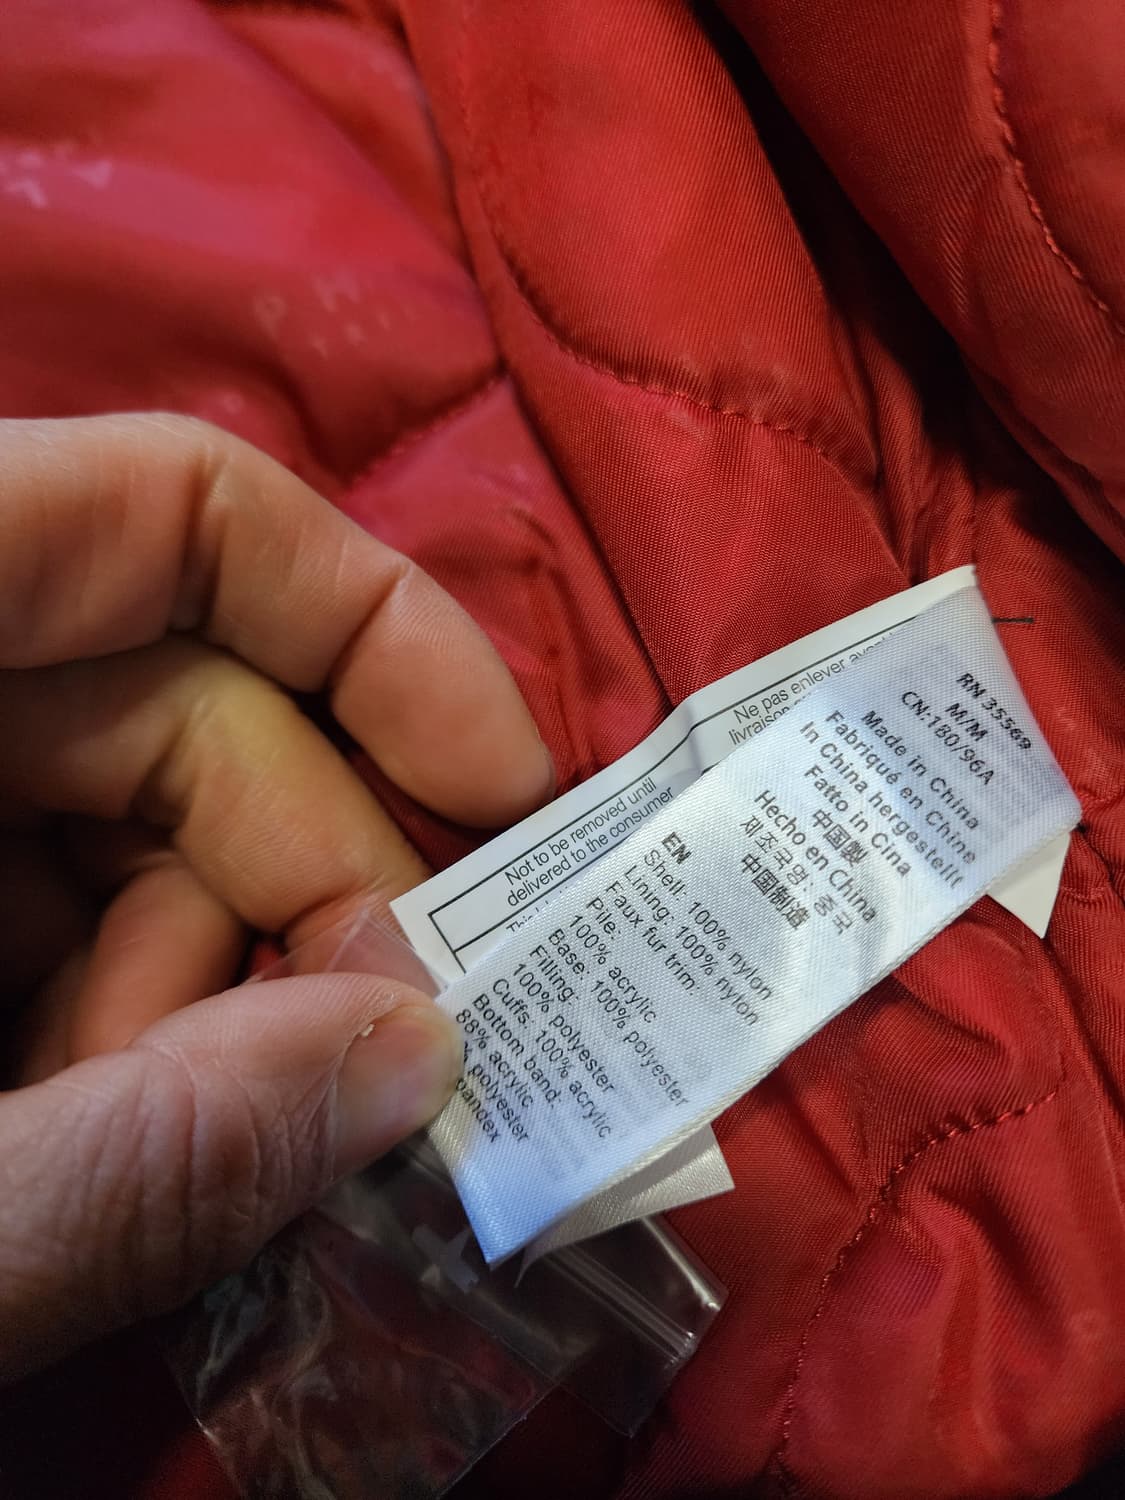 RN 35569
M/M
CN:180/96A
Made in China
Fabriqué en Chine
In China hergestellt
中国製
Fatto in Cina
Hecho en China
제조국명: 중국
中国制造
EN
Shell: 100% nylon
Lining: 100% nylon
Faux fur trim:
Pile:
100% acrylic
Base: 100% polyester
Filling:
100% polyester
Cuffs: 100% acrylic
Bottom band:
88% acrylic
% polyester
Not to be removed until
delivered to the consumer
Ne pas enlever avant
livraison